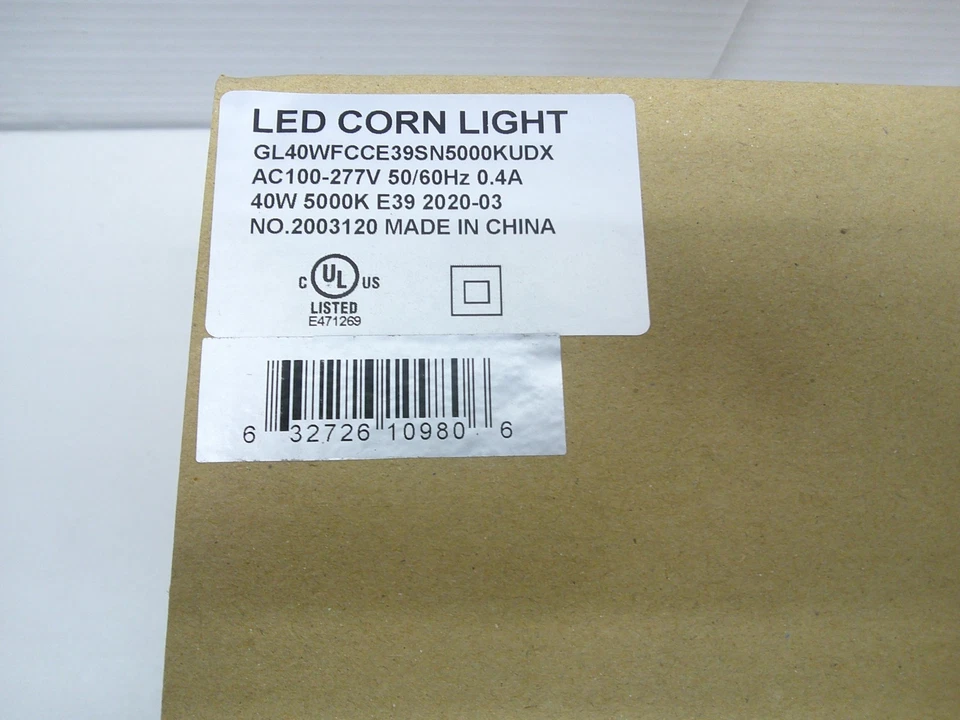 LED CORN LIGHT
GL40WFCCE39SN5000KUDX
AC100-277V 50/60Hz 0.4A
40W 5000K E39 2020-03
NO.2003120 MADE IN CHINA
C UL US
LISTED
E471269
6 32726 10980 6